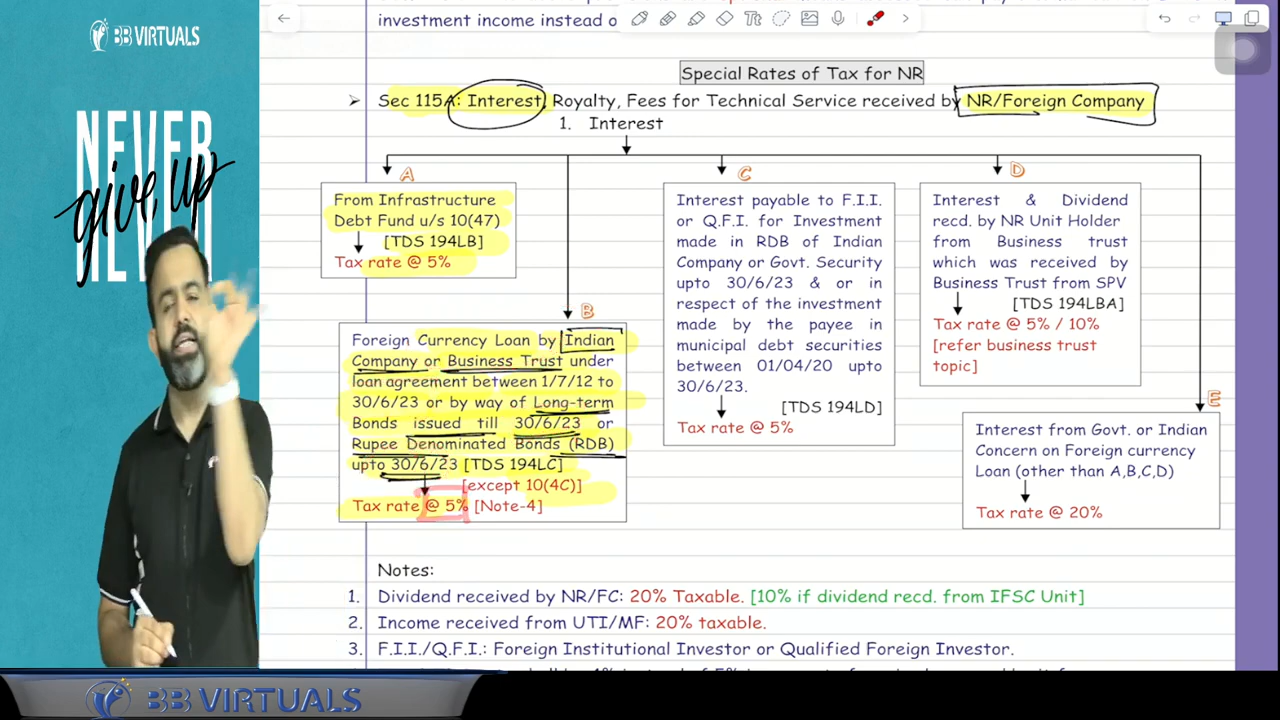 BB VIRTUALS
NEVER
give up
NEVER
investment income instead o
Special Rates of Tax for NR
➤ Sec 115A: Interest, Royalty, Fees for Technical Service received by NR/Foreign Company
1. Interest
A
From Infrastructure
Debt Fund u/s 10(47)
[TDS 194LB]
Tax rate @ 5%
B
Foreign Currency Loan by Indian
Company or Business Trust under
loan agreement between 1/7/12 to
30/6/23 or by way of Long-term
Bonds issued till 30/6/23 or
Rupee Denominated Bonds (RDB)
upto 30/6/23 [TDS 194LC]
[except 10(4C)]
Tax rate @ 5% [Note-4]
C
Interest payable to F.I.I.
or Q.F.I. for Investment
made in RDB of Indian
Company or Govt. Security
upto 30/6/23 & or in
respect of the investment
made by the payee in
municipal debt securities
between 01/04/20 upto
30/6/23.
[TDS 194LD]
Tax rate @ 5%
D
Interest & Dividend
recd. by NR Unit Holder
from Business trust
which was received by
Business Trust from SPV
[TDS 194LBA]
Tax rate @ 5% / 10%
[refer business trust
topic]
E
Interest from Govt. or Indian
Concern on Foreign currency
Loan (other than A,B,C,D)
Tax rate @ 20%
Notes:
1. Dividend received by NR/FC: 20% Taxable. [10% if dividend recd. from IFSC Unit]
2. Income received from UTI/MF: 20% taxable.
3. F.I.I./Q.F.I.: Foreign Institutional Investor or Qualified Foreign Investor.
BB VIRTUALS